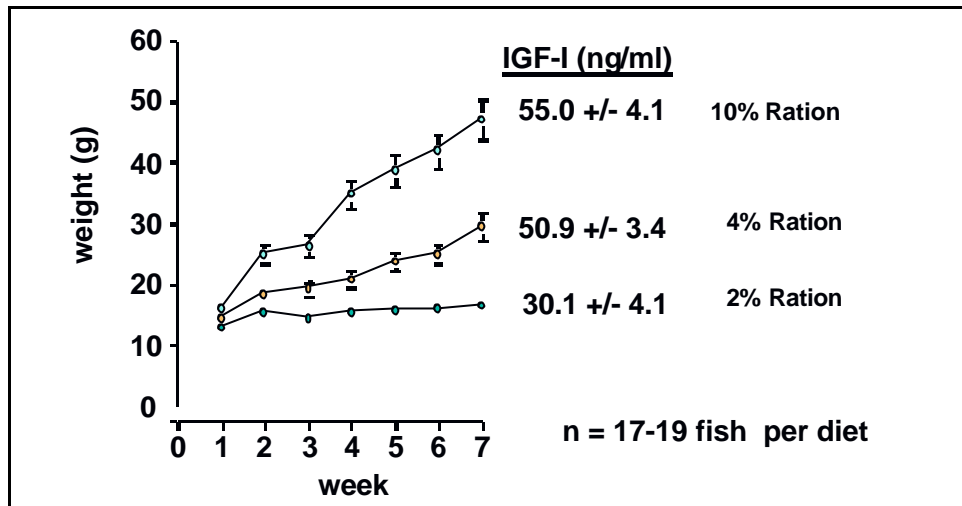 60
50
40
30
20
10
0
weight (g)
0 1 2 3 4 5 6 7
week
IGF-I (ng/ml)
55.0 +/- 4.1 10% Ration
50.9 +/- 3.4 4% Ration
30.1 +/- 4.1 2% Ration
n = 17-19 fish per diet